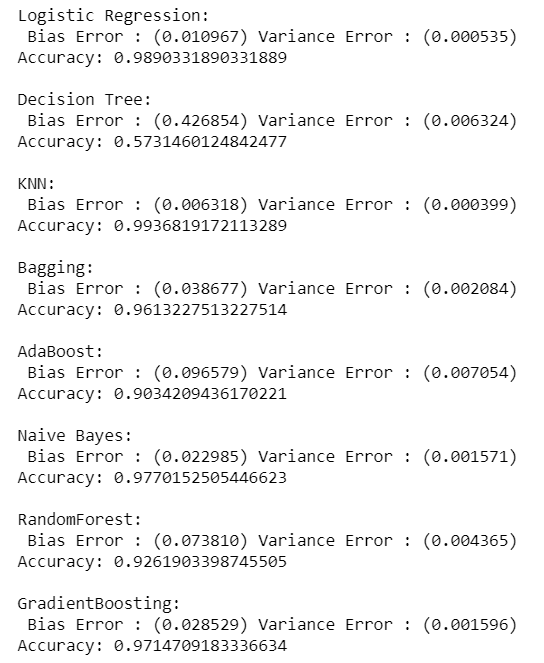 Logistic Regression:
Bias Error : (0.010967) Variance Error : (0.000535)
Accuracy: 0.9890331890331889
Decision Tree:
Bias Error : (0.426854) Variance Error : (0.006324)
Accuracy: 0.5731460124842477
KNN:
Bias Error : (0.006318) Variance Error : (0.000399)
Accuracy: 0.9936819172113289
Bagging:
Bias Error : (0.038677) Variance Error : (0.002084)
Accuracy: 0.9613227513227514
AdaBoost:
Bias Error : (0.096579) Variance Error : (0.007054)
Accuracy: 0.9034209436170221
Naive Bayes:
Bias Error : (0.022985) Variance Error : (0.001571)
Accuracy: 0.9770152505446623
RandomForest:
Bias Error : (0.073810) Variance Error : (0.004365)
Accuracy: 0.9261903398745505
GradientBoosting:
Bias Error : (0.028529) Variance Error : (0.001596)
Accuracy: 0.9714709183336634